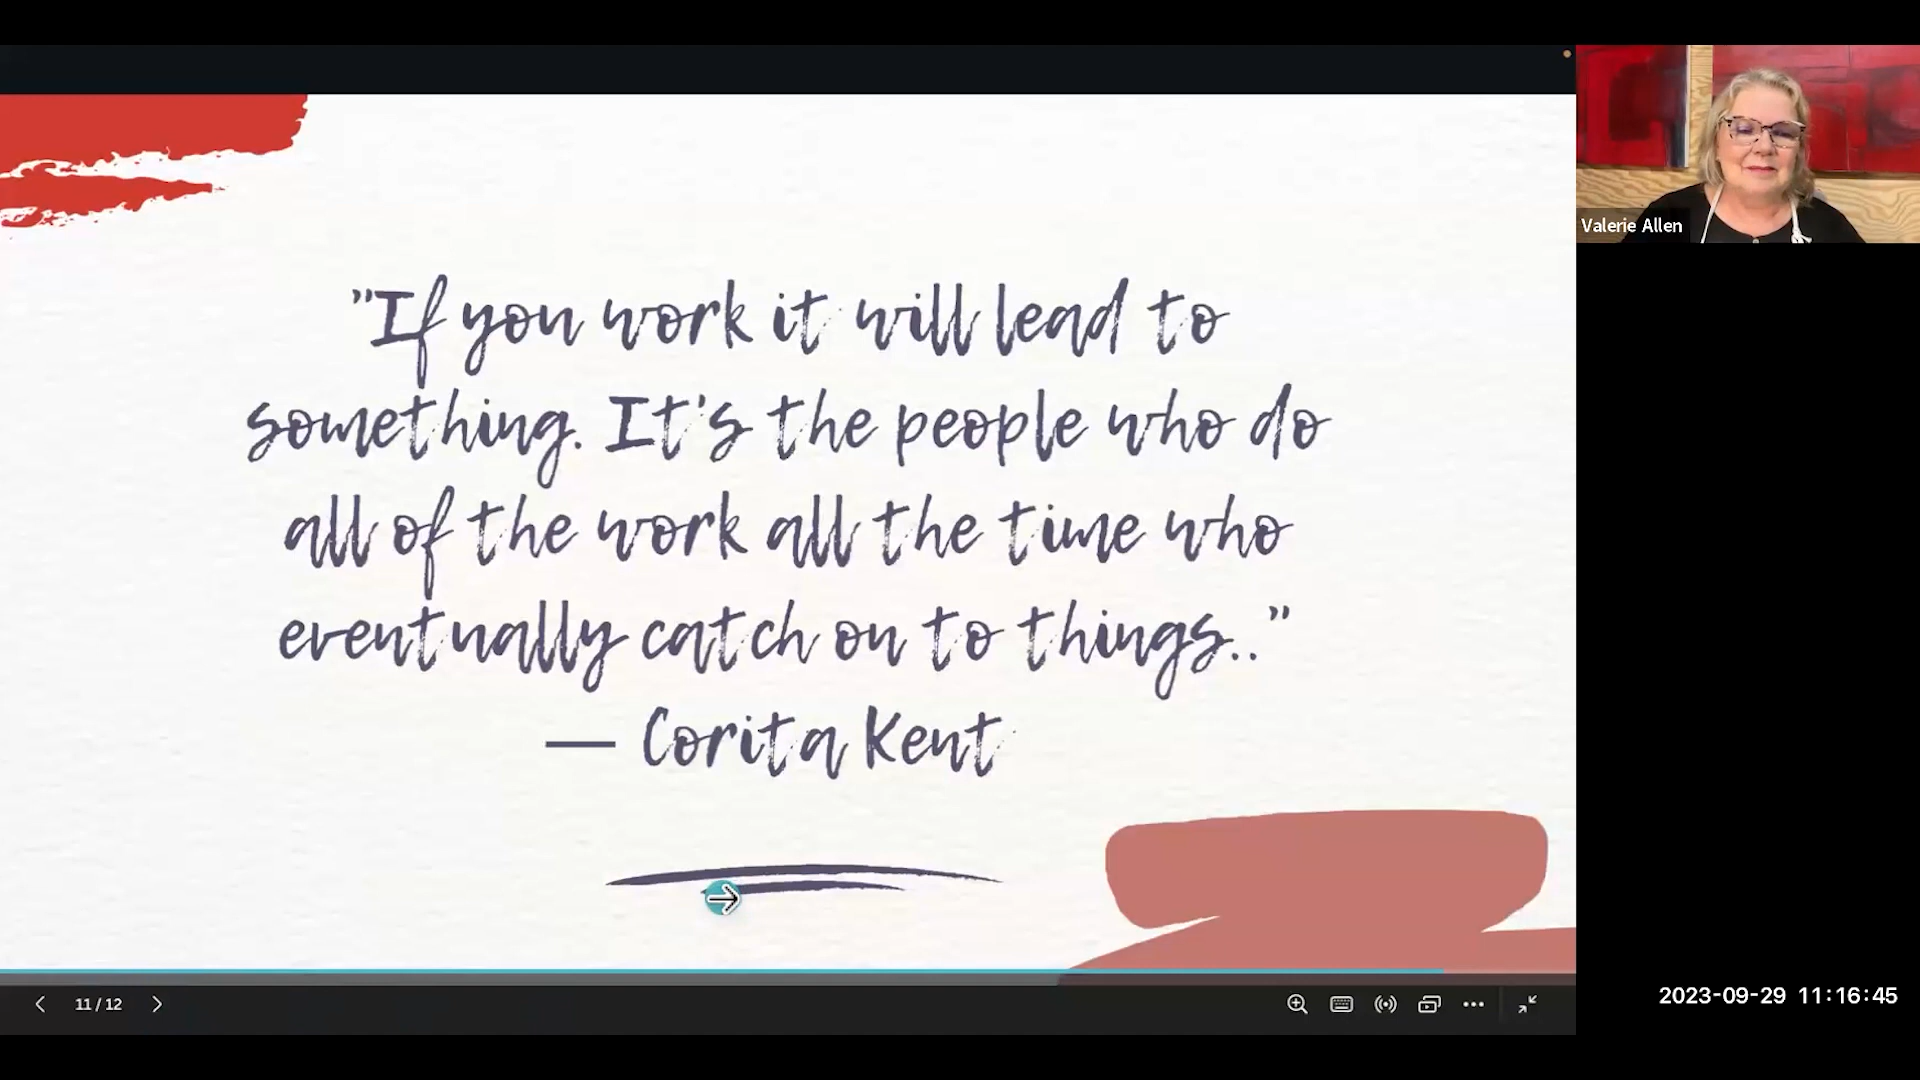 "If you work it will lead to
something. It's the people who do
all of the work all the time who
eventually catch on to things.."
— Corita Kent
Valerie Allen
11 / 12
2023-09-29 11:16:45